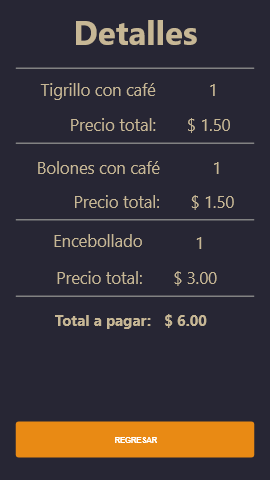 Detalles
Tigrillo con café 1
Precio total: $ 1.50
Bolones con café 1
Precio total: $ 1.50
Encebollado 1
Precio total: $ 3.00
Total a pagar: $ 6.00
REGRESAR